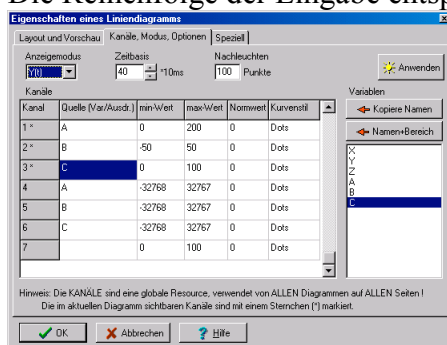 Die Reihenfolge der Eingabe entsp
Eigenschaften eines Liniendiagramms
Layout und Vorschau Kanäle, Modus, Optionen Speziell
Anzeigemodus Zeitbasis Nachleuchten
Y(t) 40 *10ms 100 Punkte Anwenden
Kanäle Variablen
Kanal Quelle (Var/Ausdr.) min-Wert max-Wert Normwert Kurvenstil
1 * A 0 200 0 Dots
2 * B -50 50 0 Dots
3 * C 0 100 0 Dots
4 A -32768 32767 0 Dots
5 B -32768 32767 0 Dots
6 C -32768 32767 0 Dots
7 0 100 0 Dots
Kopiere Namen
Namen+Bereich
X
Y
Z
A
B
C
Hinweis: Die KANÄLE sind eine globale Resource, verwendet von ALLEN Diagrammen auf ALLEN Seiten !
Die im aktuellen Diagramm sichtbaren Kanäle sind mit einem Sternchen (*) markiert.
OK Abbrechen Hilfe